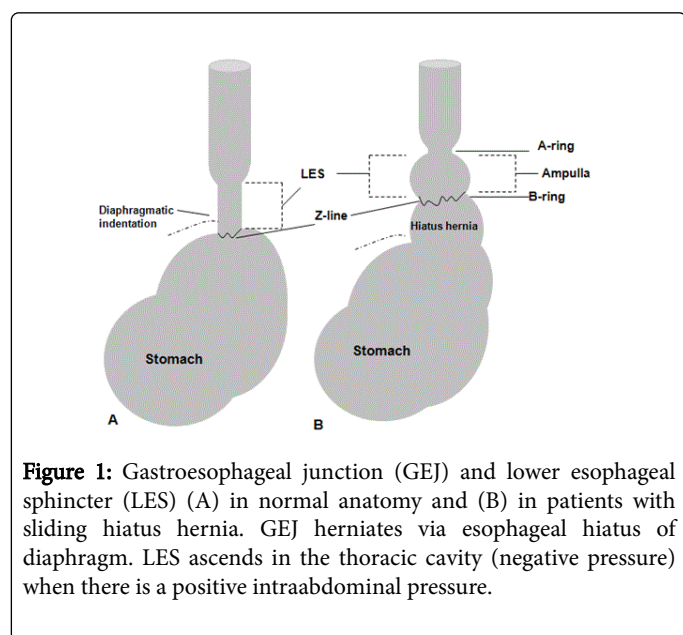 A-ring
LES
Ampulla
B-ring
Diaphragmatic
indentation
Z-line
Hiatus hernia
Stomach
Stomach
A
B
Figure 1: Gastroesophageal junction (GEJ) and lower esophageal
sphincter (LES) (A) in normal anatomy and (B) in patients with
sliding hiatus hernia. GEJ herniates via esophageal hiatus of
diaphragm. LES ascends in the thoracic cavity (negative pressure)
when there is a positive intraabdominal pressure.